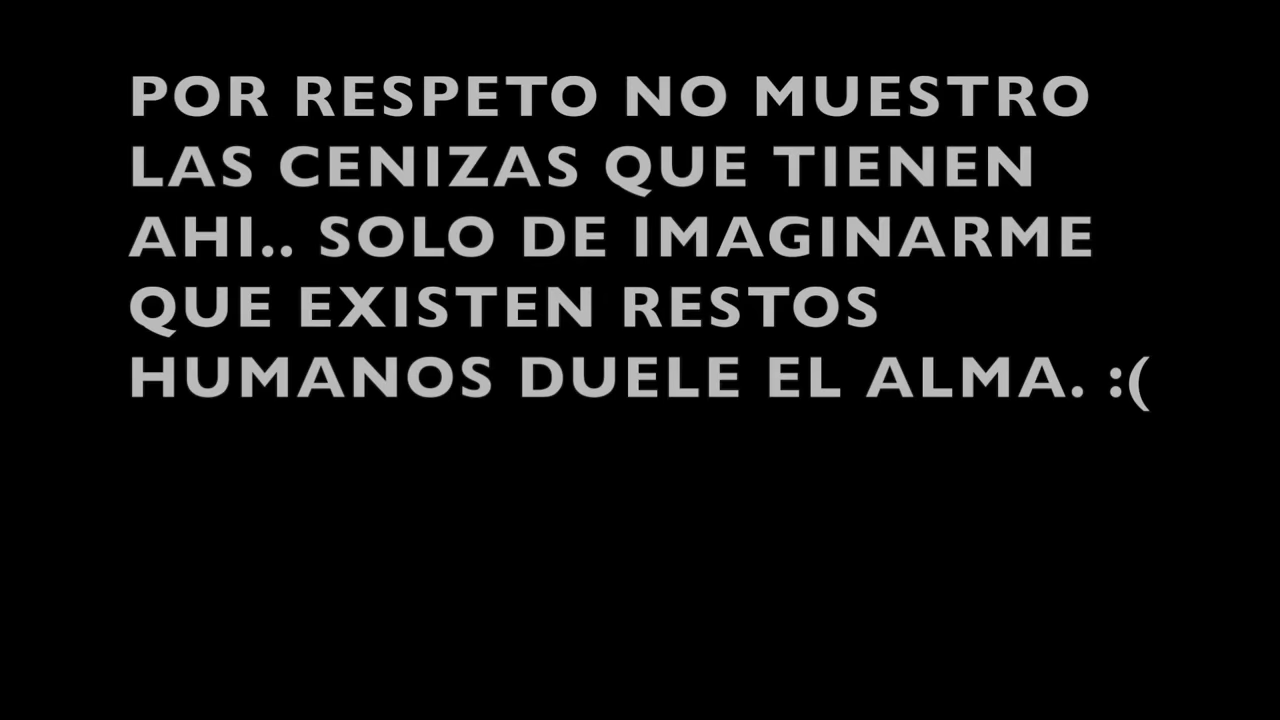 POR RESPETO NO MUESTRO
LAS CENIZAS QUE TIENEN
AHI.. SOLO DE IMAGINARME
QUE EXISTEN RESTOS
HUMANOS DUELE EL ALMA. :(